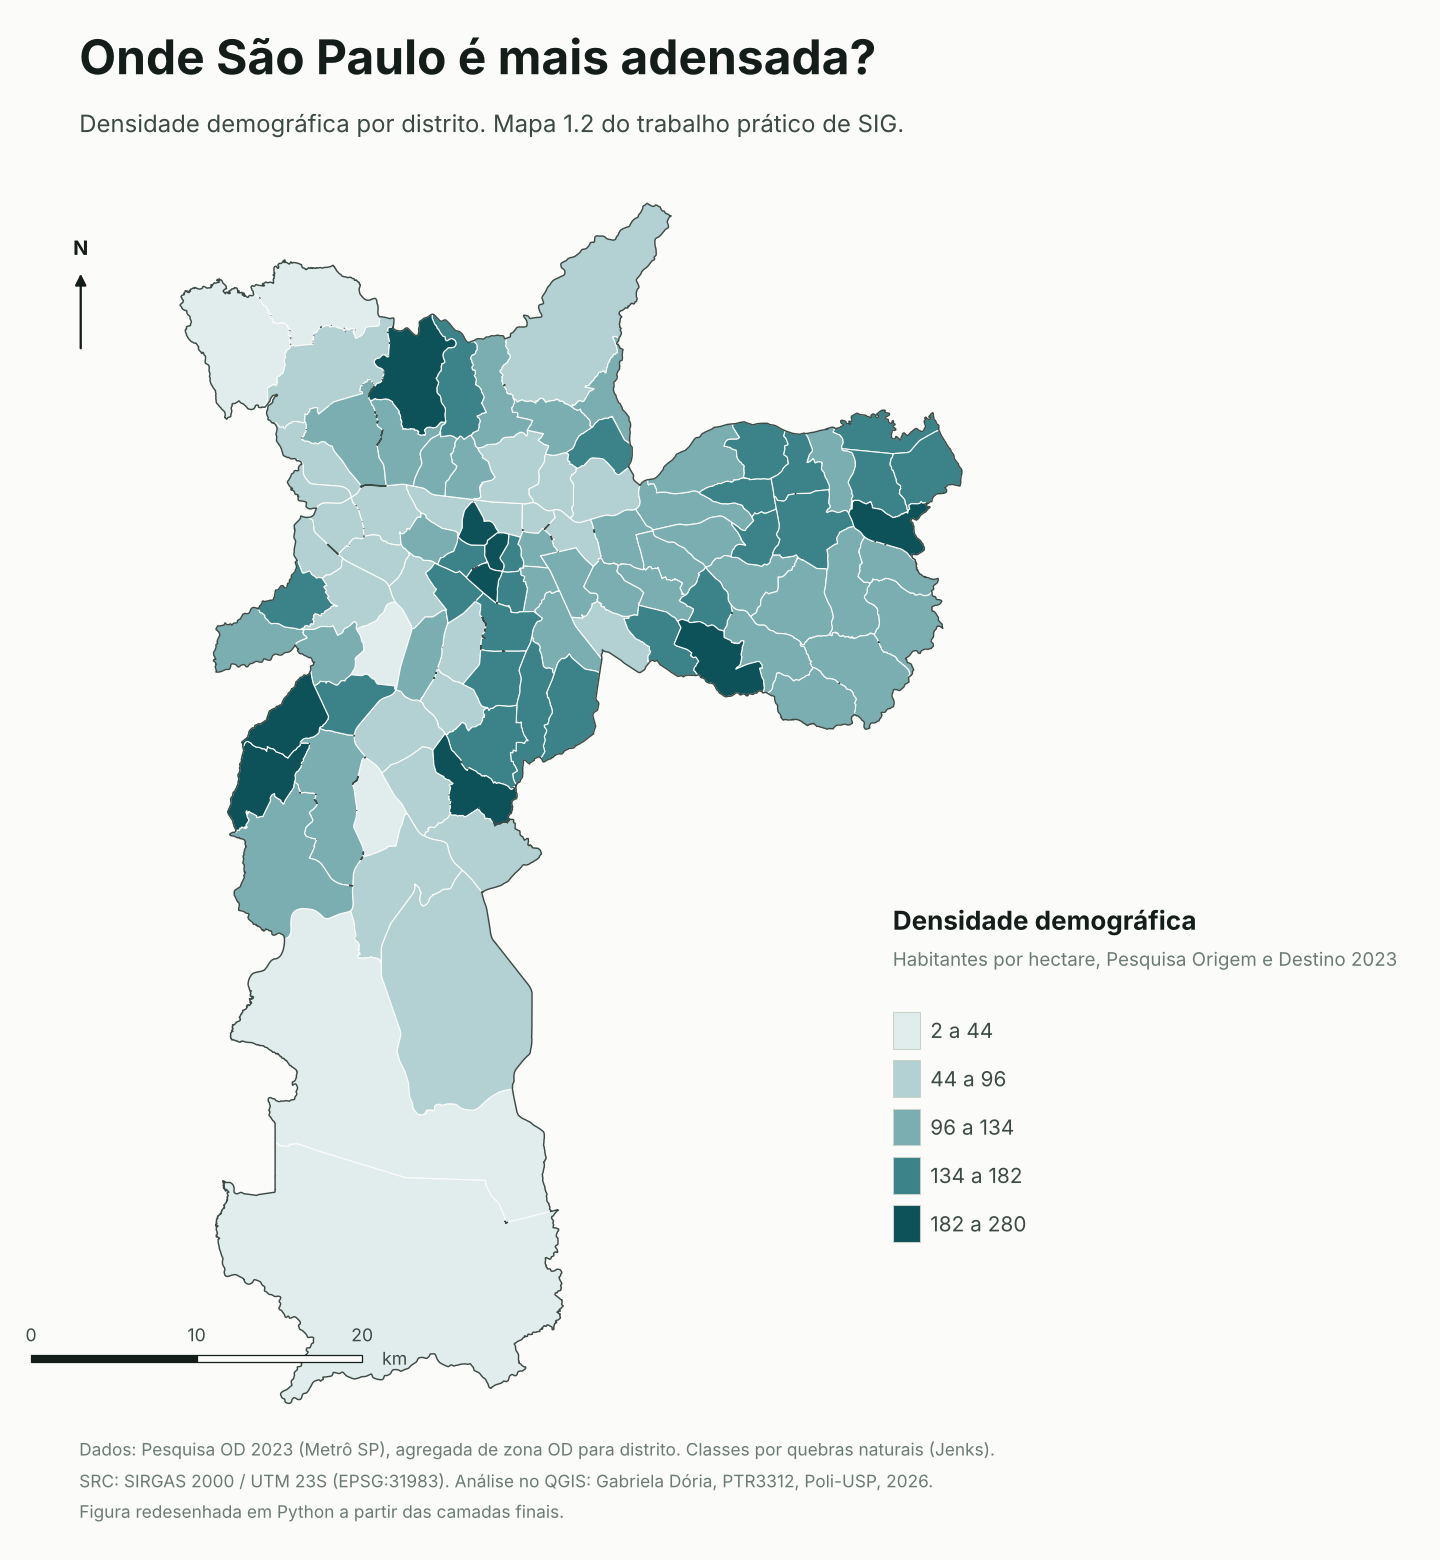 Onde São Paulo é mais adensada?
Densidade demográfica por distrito. Mapa 1.2 do trabalho prático de SIG.
N
Densidade demográfica
Habitantes por hectare, Pesquisa Origem e Destino 2023
2 a 44
44 a 96
96 a 134
134 a 182
182 a 280
0 10 20
km
Dados: Pesquisa OD 2023 (Metrô SP), agregada de zona OD para distrito. Classes por quebras naturais (Jenks).
SRC: SIRGAS 2000 / UTM 23S (EPSG:31983). Análise no QGIS: Gabriela Dória, PTR3312, Poli-USP, 2026.
Figura redesenhada em Python a partir das camadas finais.